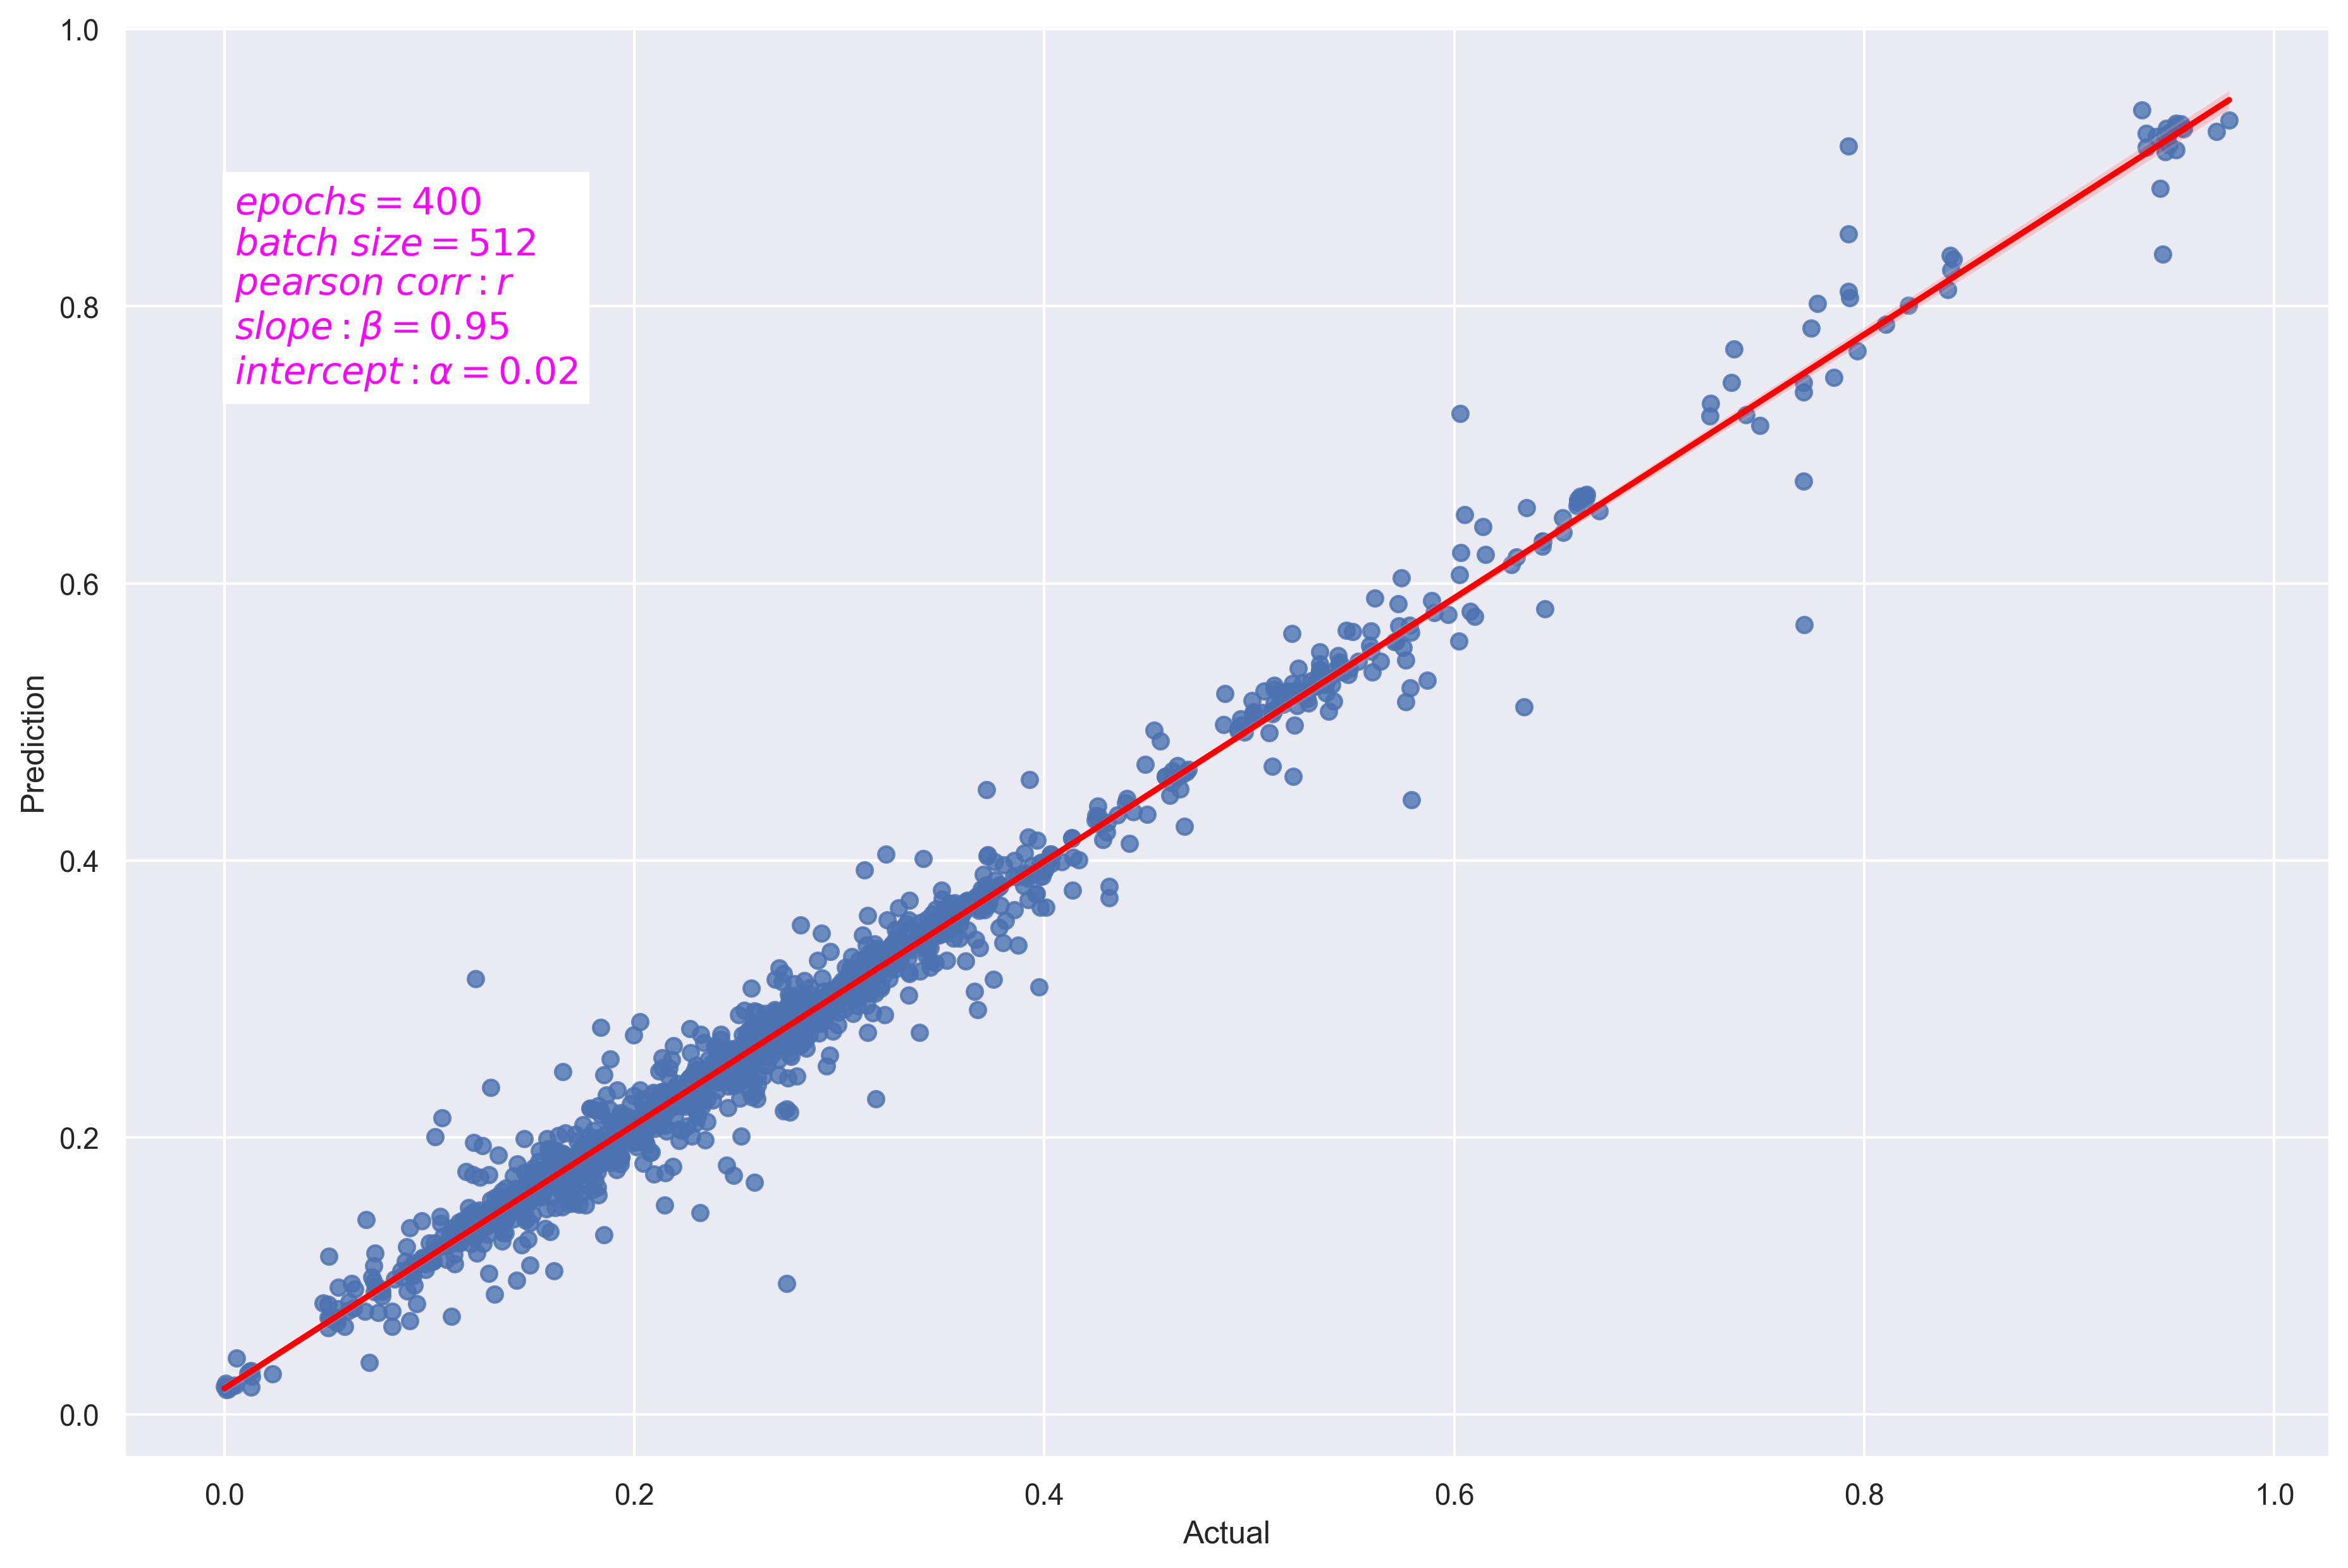 1.0
epochs = 400
batch size = 512
pearson corr : r
slope : β = 0.95
intercept : α = 0.02
0.8
0.6
Prediction
0.4
0.2
0.0
0.0 0.2 0.4 0.6 0.8 1.0
Actual